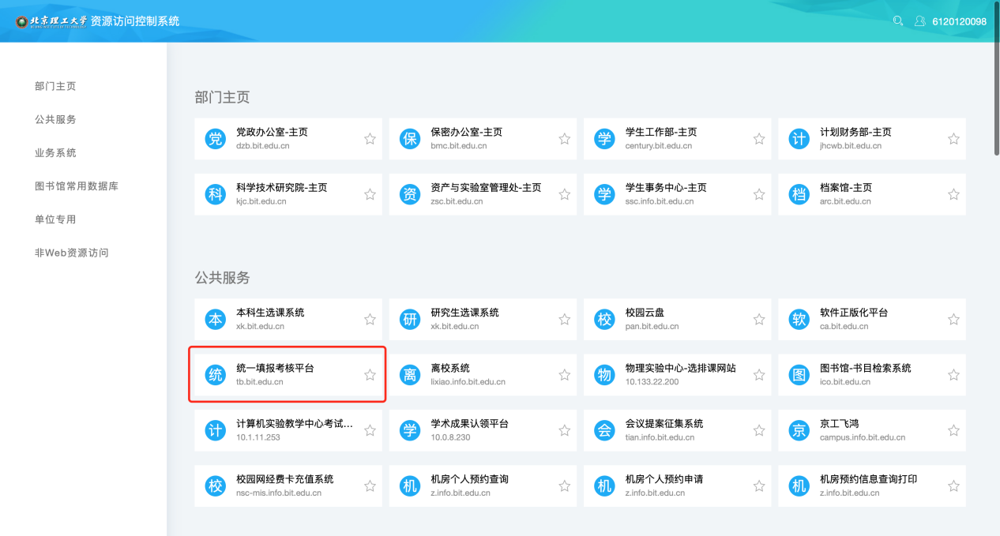 北京理工大学 资源访问控制系统
BEIJING INSTITUTE OF TECHNOLOGY
6120120098
部门主页
公共服务
业务系统
图书馆常用数据库
单位专用
非Web资源访问
部门主页
党 党政办公室-主页
dzb.bit.edu.cn
保 保密办公室-主页
bmc.bit.edu.cn
学 学生工作部-主页
century.bit.edu.cn
计 计划财务部-主页
jhcwb.bit.edu.cn
科 科学技术研究院-主页
kjc.bit.edu.cn
资 资产与实验室管理处-主页
zsc.bit.edu.cn
学 学生事务中心-主页
ssc.info.bit.edu.cn
档 档案馆-主页
arc.bit.edu.cn
公共服务
本 本科生选课系统
xk.bit.edu.cn
研 研究生选课系统
xk.bit.edu.cn
校 校园云盘
pan.bit.edu.cn
软 软件正版化平台
ca.bit.edu.cn
统 统一填报考核平台
tb.bit.edu.cn
离 离校系统
lixiao.info.bit.edu.cn
物 物理实验中心-选排课网站
10.133.22.200
图 图书馆-书目检索系统
ico.bit.edu.cn
计 计算机实验教学中心考试...
10.1.11.253
学 学术成果认领平台
10.0.8.230
会 会议提案征集系统
tian.info.bit.edu.cn
京 京工飞鸿
campus.info.bit.edu.cn
校 校园网经费卡充值系统
nsc-mis.info.bit.edu.cn
机 机房个人预约查询
z.info.bit.edu.cn
机 机房个人预约申请
z.info.bit.edu.cn
机 机房预约信息查询打印
z.info.bit.edu.cn